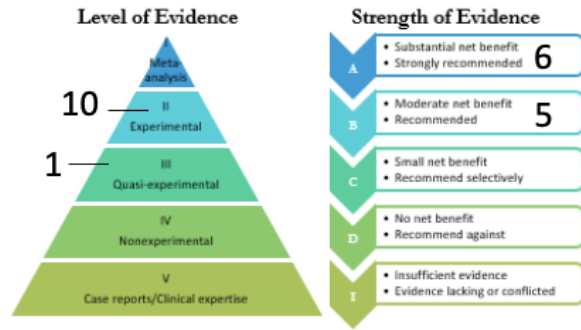 Level of Evidence
I
Meta-
analysis
10
II
Experimental
1
III
Quasi-experimental
IV
Nonexperimental
V
Case reports/Clinical expertise
Strength of Evidence
A
• Substantial net benefit
• Strongly recommended
6
B
• Moderate net benefit
• Recommended
5
C
• Small net benefit
• Recommend selectively
D
• No net benefit
• Recommend against
I
• Insufficient evidence
• Evidence lacking or conflicted